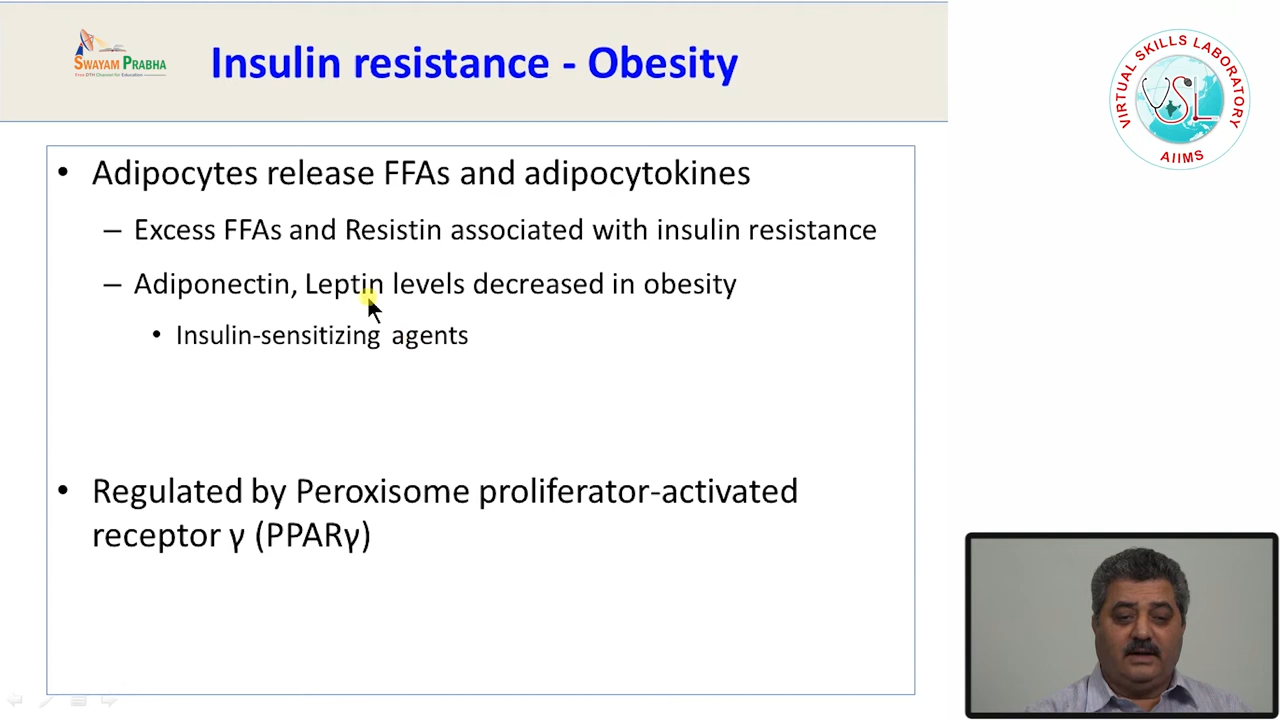 SWAYAM PRABHA
Free DTH Channel for Education
Insulin resistance - Obesity
VIRTUAL SKILLS LABORATORY
VSL
AIIMS
• Adipocytes release FFAs and adipocytokines
– Excess FFAs and Resistin associated with insulin resistance
– Adiponectin, Leptin levels decreased in obesity
• Insulin-sensitizing agents
• Regulated by Peroxisome proliferator-activated
receptor γ (PPARγ)